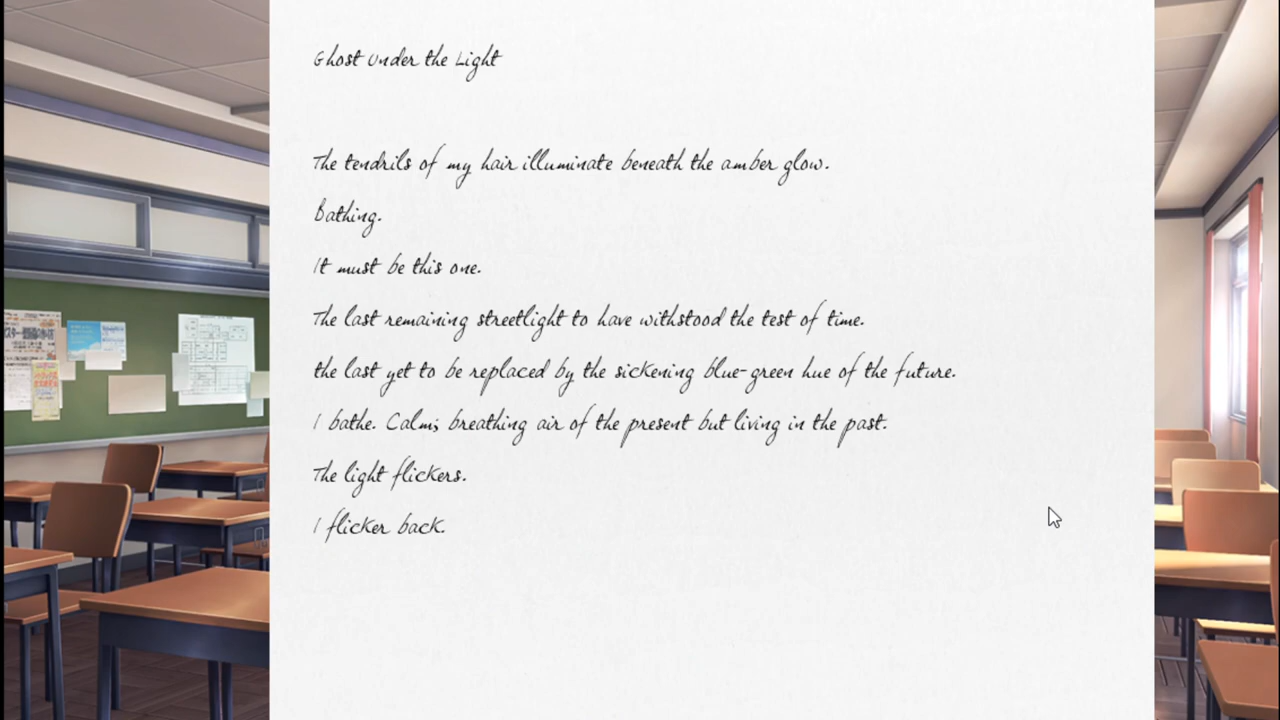 Ghost Under the Light
The tendrils of my hair illuminate beneath the amber glow.
Bathing.
It must be this one.
The last remaining streetlight to have withstood the test of time.
the last yet to be replaced by the sickening blue-green hue of the future.
I bathe. Calm; breathing air of the present but living in the past.
The light flickers.
I flicker back.